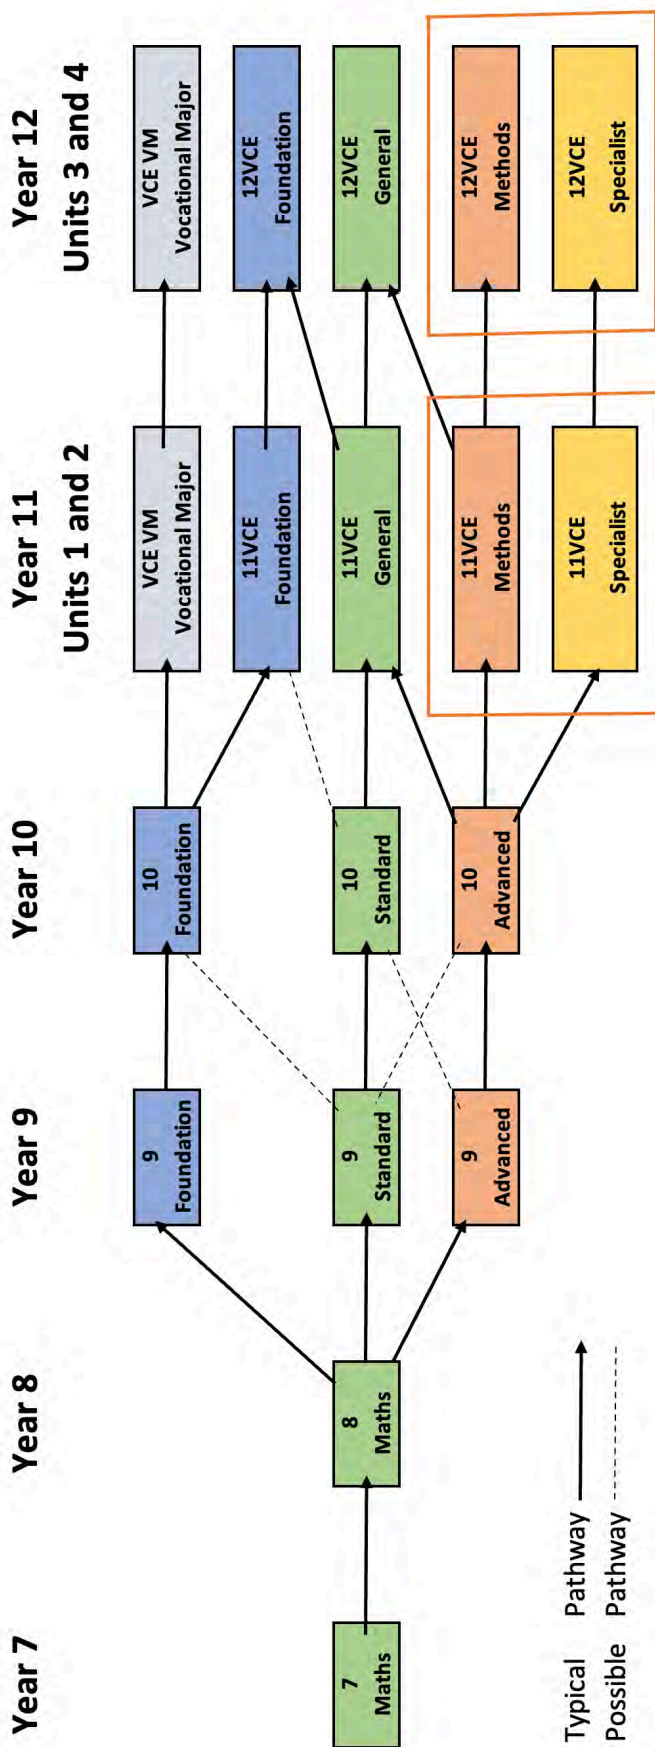 Year 7
Year 8
Year 9
Year 10
Year 11
Units 1 and 2
Year 12
Units 3 and 4
7
Maths
8
Maths
9
Foundation
9
Standard
9
Advanced
10
Foundation
10
Standard
10
Advanced
VCE VM
Vocational Major
11VCE
Foundation
11VCE
General
11VCE
Methods
11VCE
Specialist
VCE VM
Vocational Major
12VCE
Foundation
12VCE
General
12VCE
Methods
12VCE
Specialist
Typical Pathway
Possible Pathway